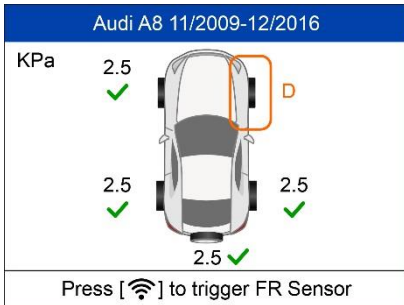 Audi A8 11/2009-12/2016
KPa
2.5
D
2.5
2.5
2.5
Press [ ] to trigger FR Sensor